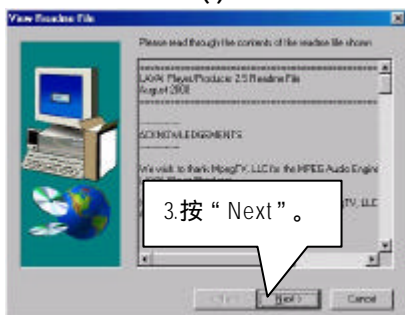 View Readme File
Please read through the contents of the readme file shown
LAVA! Player/Producer 2.5 Readme File
August 2000
ACKNOWLEDGEMENTS
We wish to thank MpegTV, LLC for the MPEG Audio Engine
TV, LLC
3.按“Next”。
Next >
Cancel